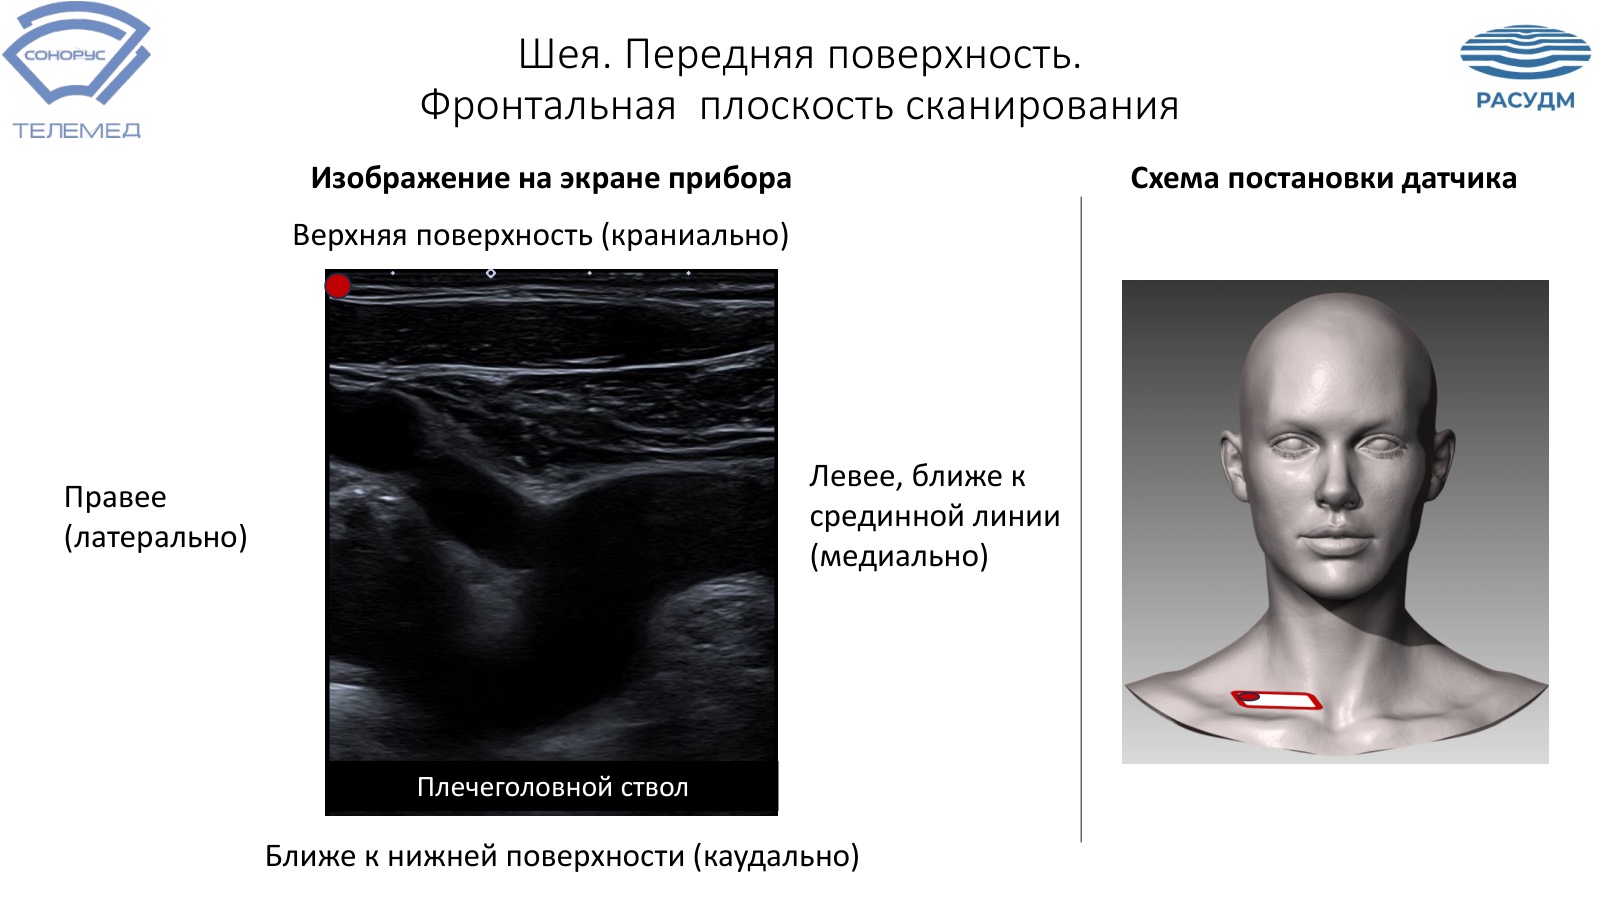 СОНОРУС
ТЕЛЕМЕД
Шея. Передняя поверхность.
Фронтальная плоскость сканирования
РАСУДМ
Изображение на экране прибора
Схема постановки датчика
Верхняя поверхность (краниально)
Правее
(латерально)
Левее, ближе к
срединной линии
(медиально)
Плечеголовной ствол
Ближе к нижней поверхности (каудально)